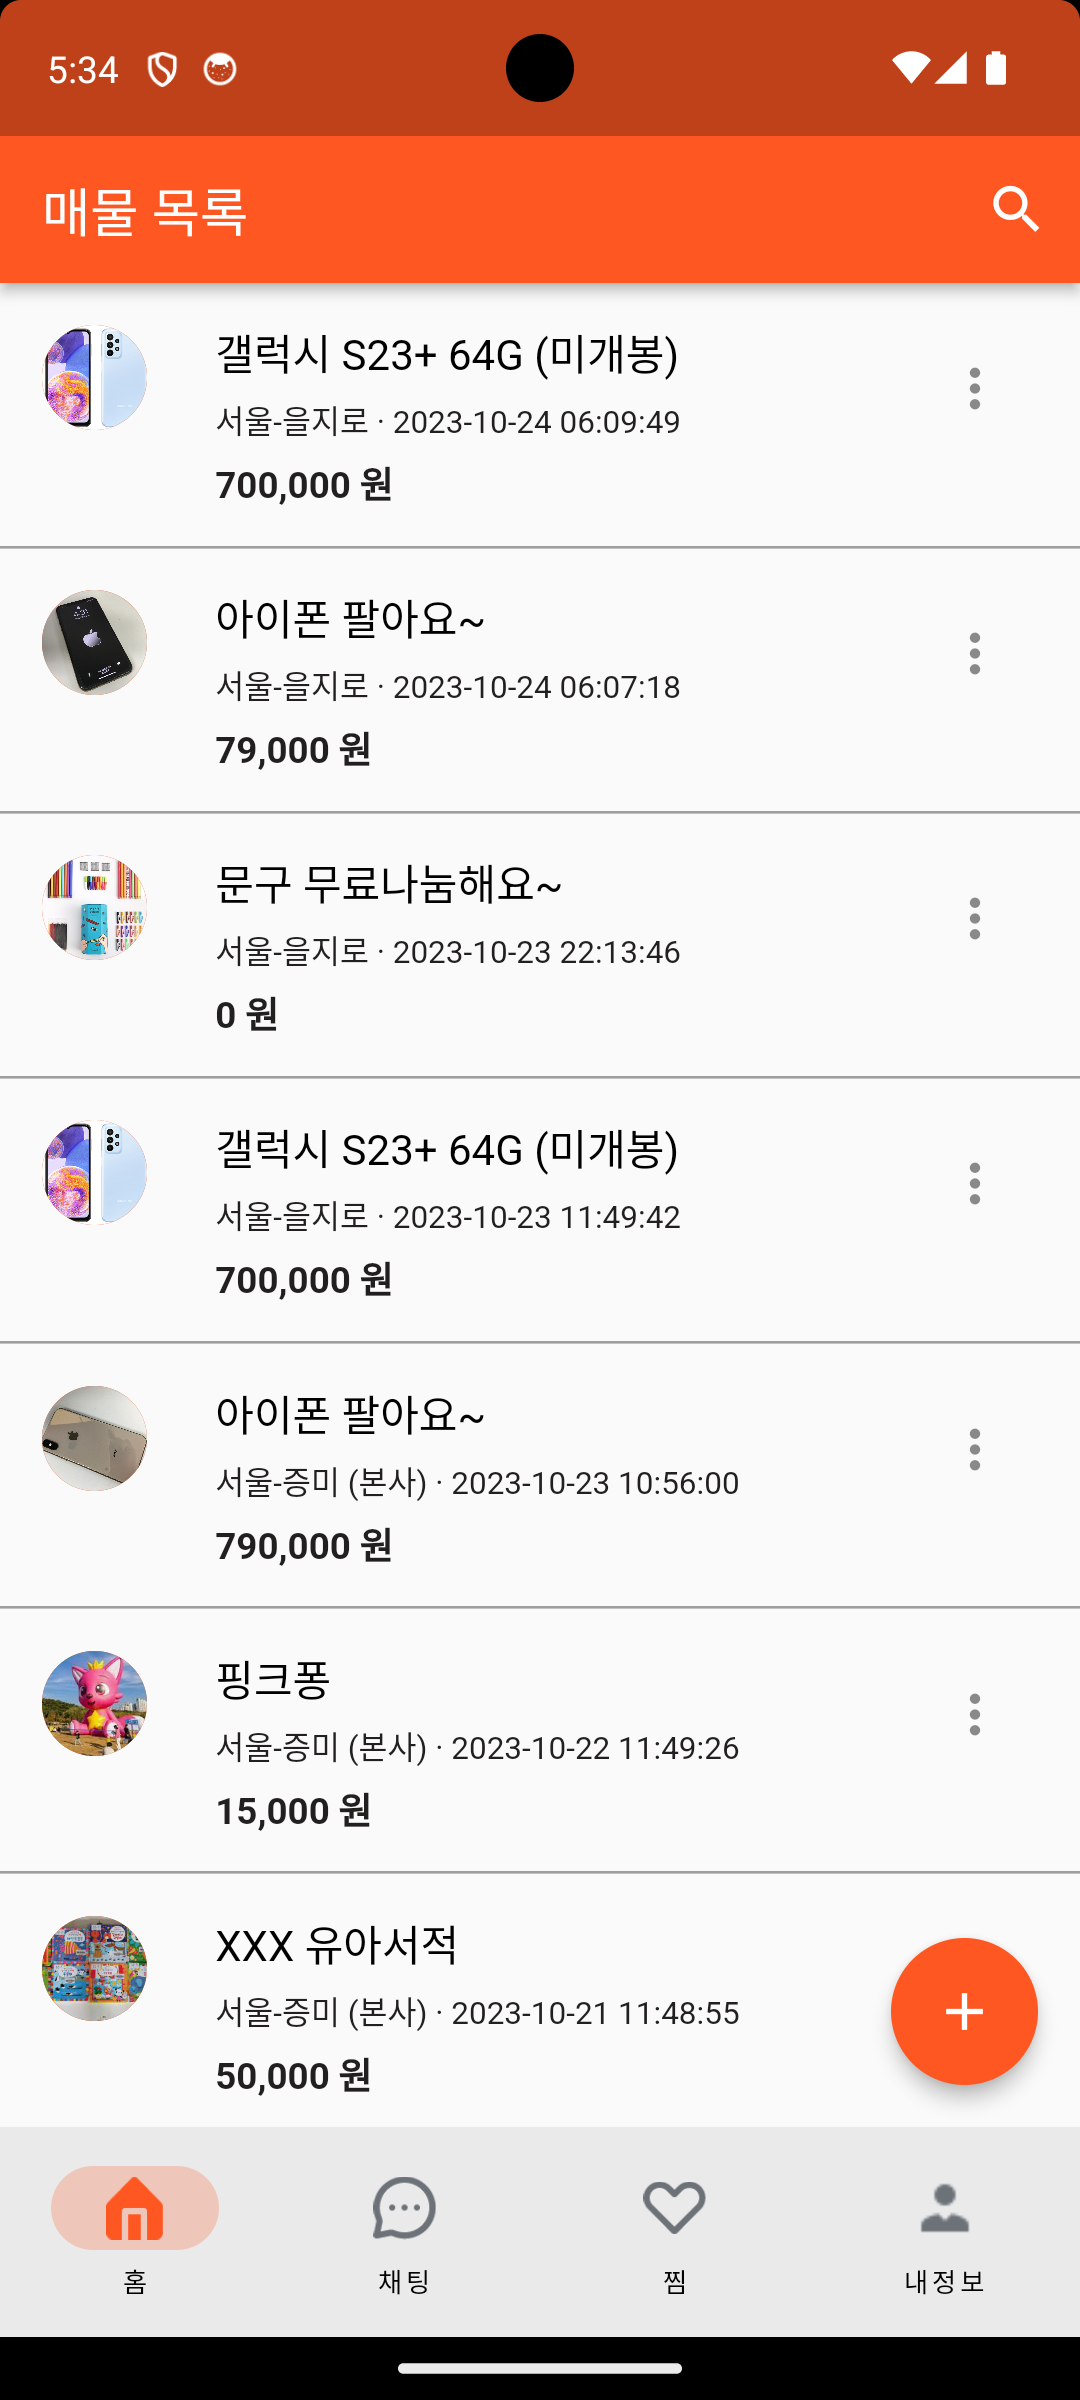 5:34
매물 목록
갤럭시 S23+ 64G (미개봉)
서울-을지로 · 2023-10-24 06:09:49
700,000 원
아이폰 팔아요~
서울-을지로 · 2023-10-24 06:07:18
79,000 원
문구 무료나눔해요~
서울-을지로 · 2023-10-23 22:13:46
0 원
갤럭시 S23+ 64G (미개봉)
서울-을지로 · 2023-10-23 11:49:42
700,000 원
아이폰 팔아요~
서울-증미 (본사) · 2023-10-23 10:56:00
790,000 원
핑크퐁
서울-증미 (본사) · 2023-10-22 11:49:26
15,000 원
XXX 유아서적
서울-증미 (본사) · 2023-10-21 11:48:55
50,000 원
홈
채팅
찜
내정보